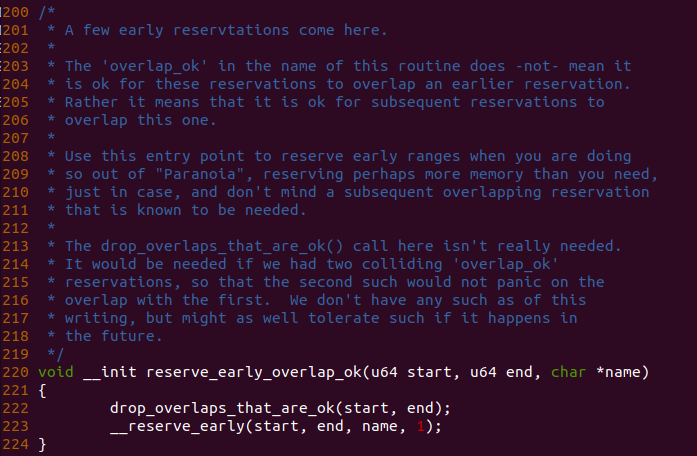 200 /*
201  * A few early reservtations come here.
202  *
203  * The 'overlap_ok' in the name of this routine does -not- mean it
204  * is ok for these reservations to overlap an earlier reservation.
205  * Rather it means that it is ok for subsequent reservations to
206  * overlap this one.
207  *
208  * Use this entry point to reserve early ranges when you are doing
209  * so out of "Paranoia", reserving perhaps more memory than you need,
210  * just in case, and don't mind a subsequent overlapping reservation
211  * that is known to be needed.
212  *
213  * The drop_overlaps_that_are_ok() call here isn't really needed.
214  * It would be needed if we had two colliding 'overlap_ok'
215  * reservations, so that the second such would not panic on the
216  * overlap with the first.  We don't have any such as of this
217  * writing, but might as well tolerate such if it happens in
218  * the future.
219  */
220 void __init reserve_early_overlap_ok(u64 start, u64 end, char *name)
221 {
222         drop_overlaps_that_are_ok(start, end);
223         __reserve_early(start, end, name, 1);
224 }